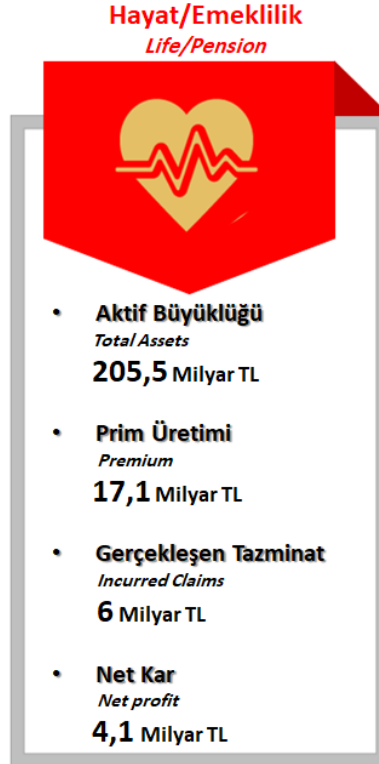 Hayat/Emeklilik
Life/Pension
• Aktif Büyüklüğü
Total Assets
205,5 Milyar TL
• Prim Üretimi
Premium
17,1 Milyar TL
• Gerçekleşen Tazminat
Incurred Claims
6 Milyar TL
• Net Kar
Net profit
4,1 Milyar TL